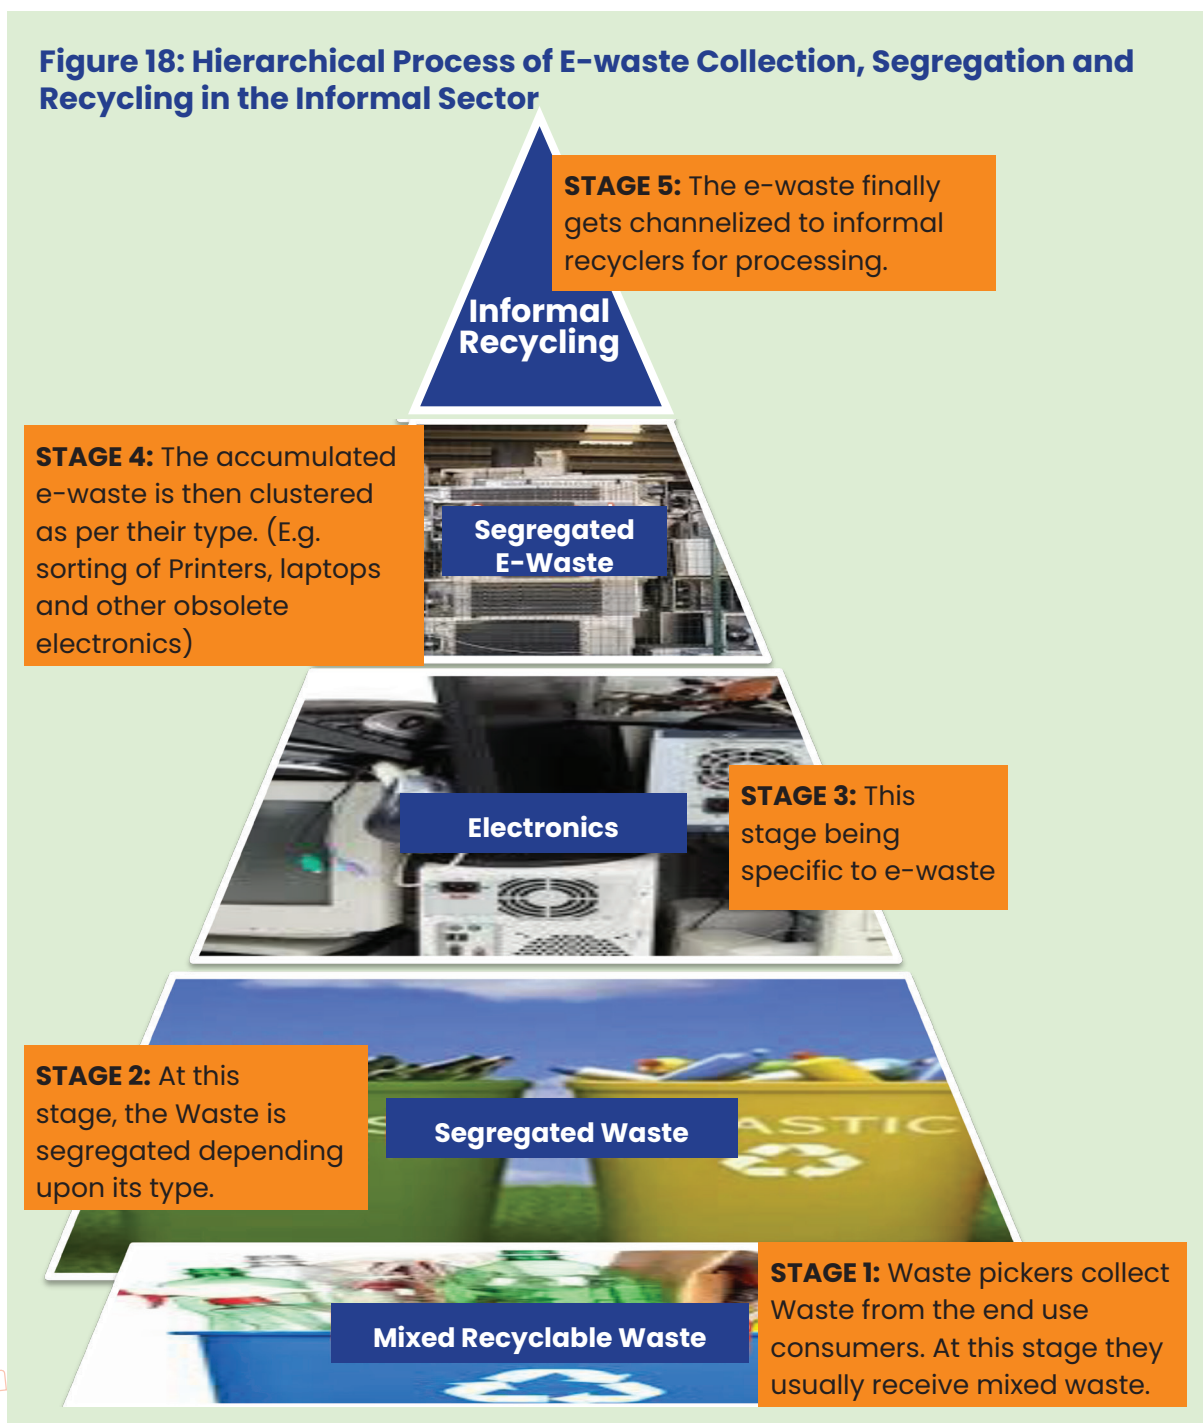 Figure 18: Hierarchical Process of E-waste Collection, Segregation and
Recycling in the Informal Sector
STAGE 5: The e-waste finally
gets channelized to informal
recyclers for processing.
Informal
Recycling
STAGE 4: The accumulated
e-waste is then clustered
as per their type. (E.g.
sorting of Printers, laptops
and other obsolete
electronics)
Segregated
E-Waste
Electronics
STAGE 3: This
stage being
specific to e-waste
STAGE 2: At this
stage, the Waste is
segregated depending
upon its type.
Segregated Waste
ASTIC
STAGE 1: Waste pickers collect
Waste from the end use
consumers. At this stage they
usually receive mixed waste.
Mixed Recyclable Waste